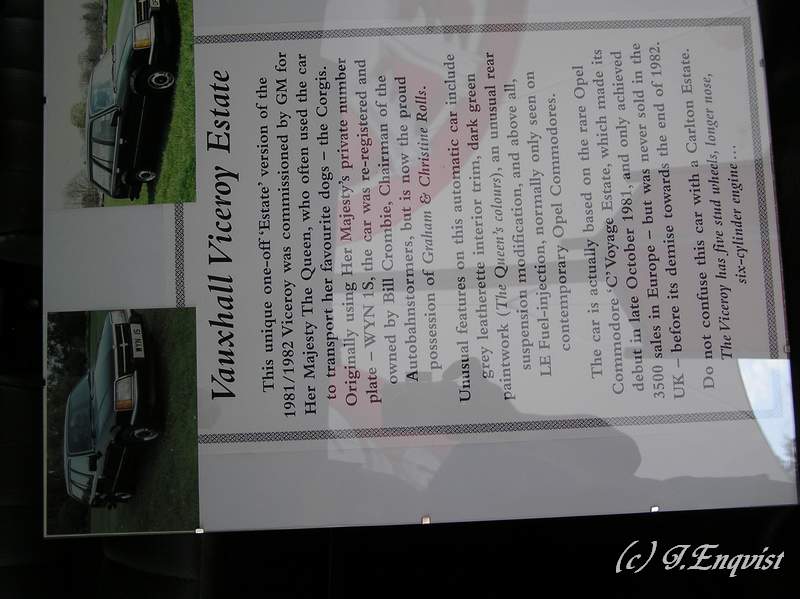 Vauxhall Viceroy Estate
This unique one-off 'Estate' version of the
1981/1982 Viceroy was commissioned by GM for
Her Majesty The Queen, who often used the car
to transport her favourite dogs – the Corgis.
Originally using Her Majesty's private number
plate – WYN 1S, the car was re-registered and
owned by Bill Crombie, Chairman of the
Autobahnstormers, but is now the proud
possession of Graham & Christine Rolls.
Unusual features on this automatic car include
grey leatherette interior trim, dark green
paintwork (The Queen's colours), an unusual rear
suspension modification, and above all,
LE Fuel-injection, normally only seen on
contemporary Opel Commodores.
The car is actually based on the rare Opel
Commodore 'C' Voyage Estate, which made its
debut in late October 1981, and only achieved
3500 sales in Europe – but was never sold in the
UK – before its demise towards the end of 1982.
Do not confuse this car with a Carlton Estate.
The Viceroy has five stud wheels, longer nose,
six-cylinder engine ...
WYN 1S
(c) T.Enqvist